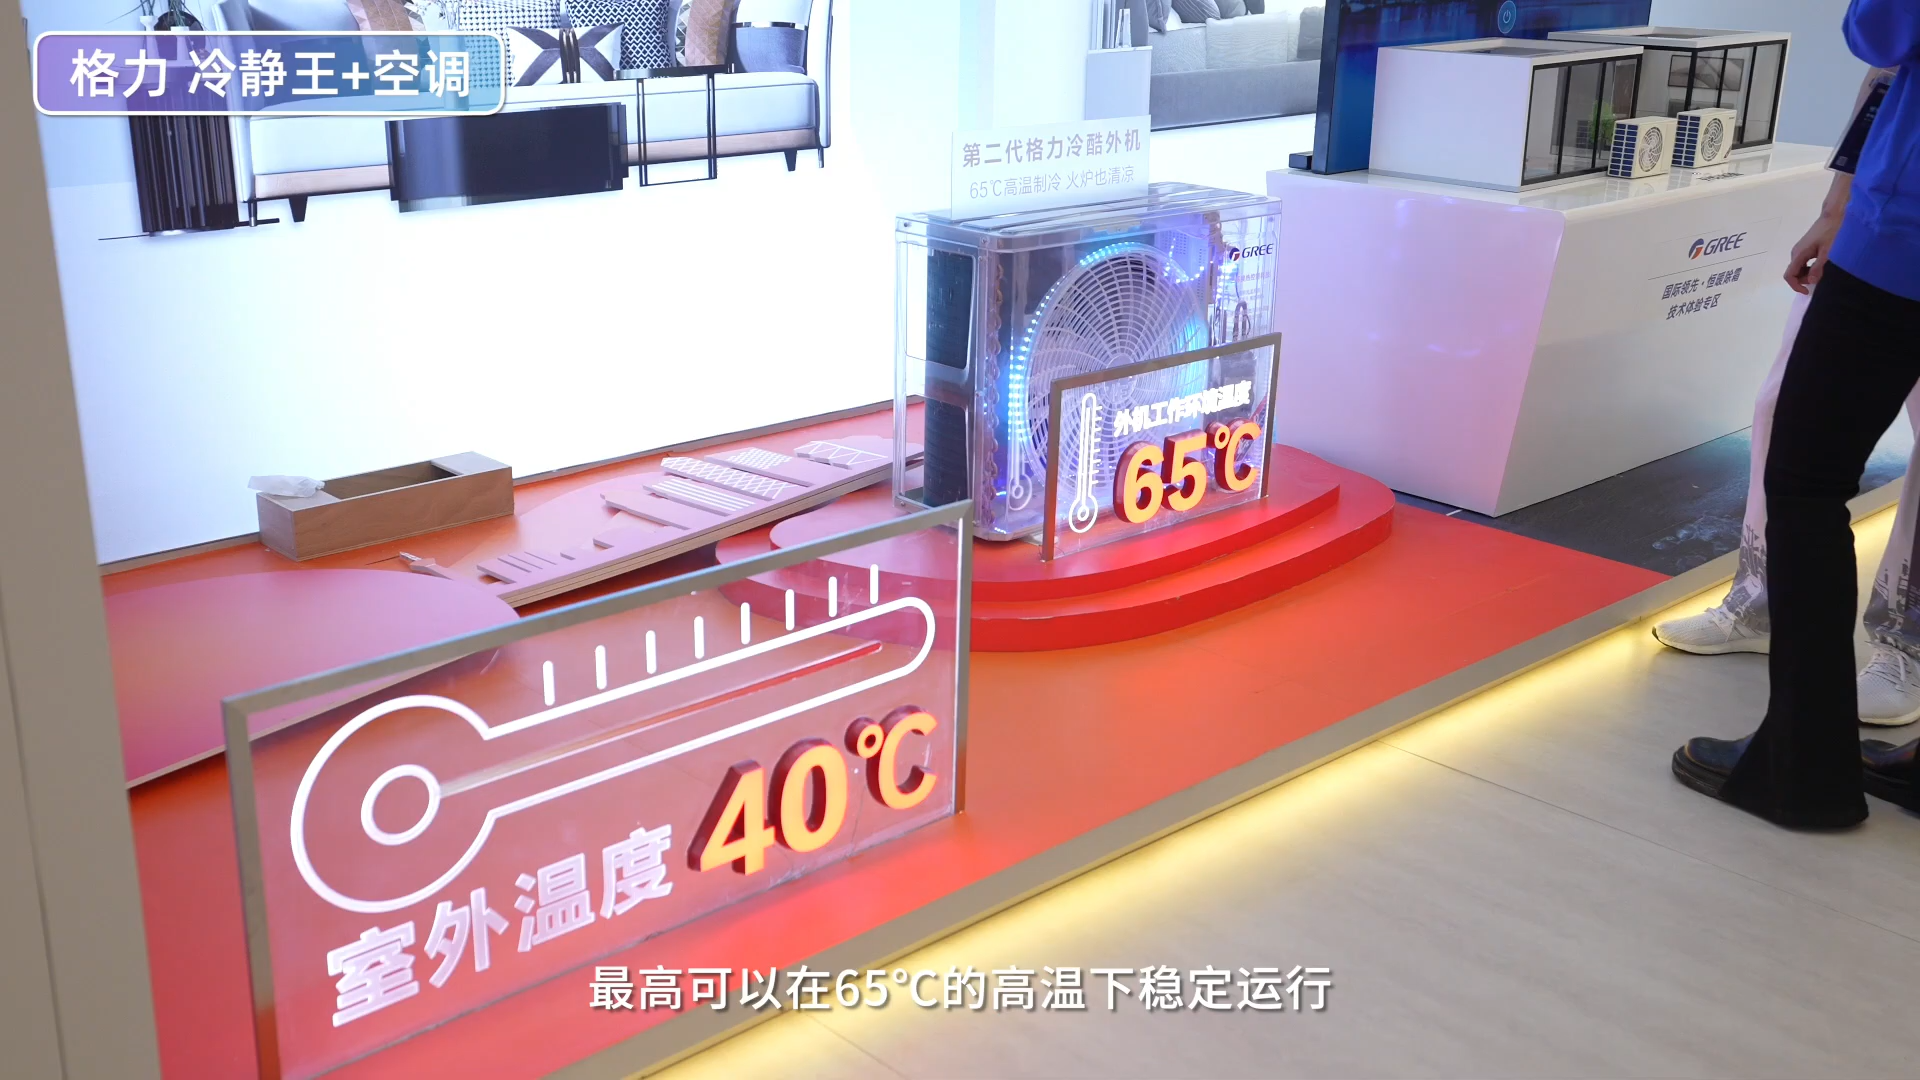 格力 冷静王+空调
第二代格力冷酷外机
65℃高温制冷 火炉也清凉
GREE
GREE
国际领先·恒暖除霜
技术体验专区
外机工作环境温度
65℃
室外温度 40℃
最高可以在65℃的高温下稳定运行